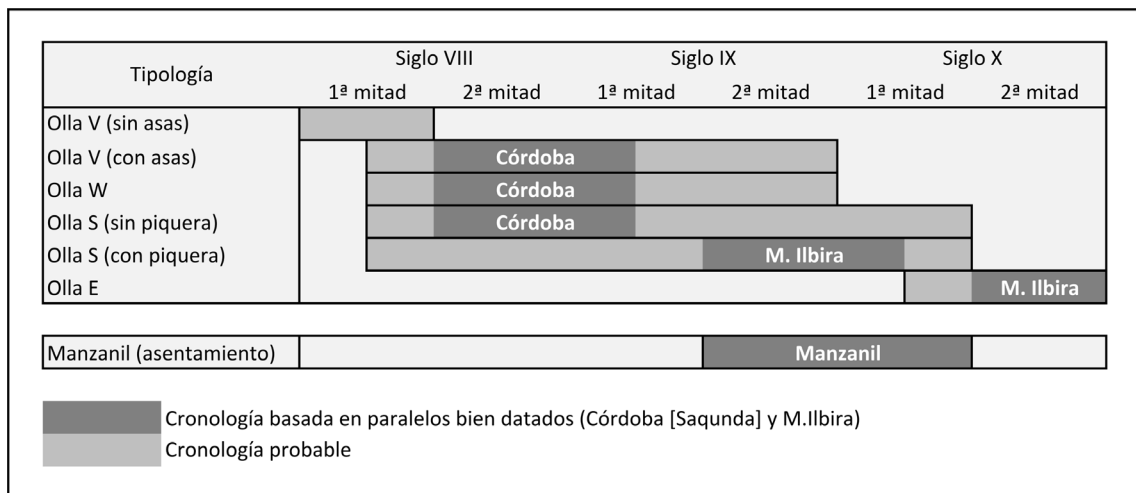 Tipología
Siglo VIII Siglo IX Siglo X
1ª mitad 2ª mitad 1ª mitad 2ª mitad 1ª mitad 2ª mitad
Olla V (sin asas)
Olla V (con asas) Córdoba
Olla W Córdoba
Olla S (sin piquera) Córdoba
Olla S (con piquera) M. Ilbira
Olla E M. Ilbira
Manzanil (asentamiento) Manzanil
Cronología basada en paralelos bien datados (Córdoba [Saqunda] y M.Ilbira)
Cronología probable